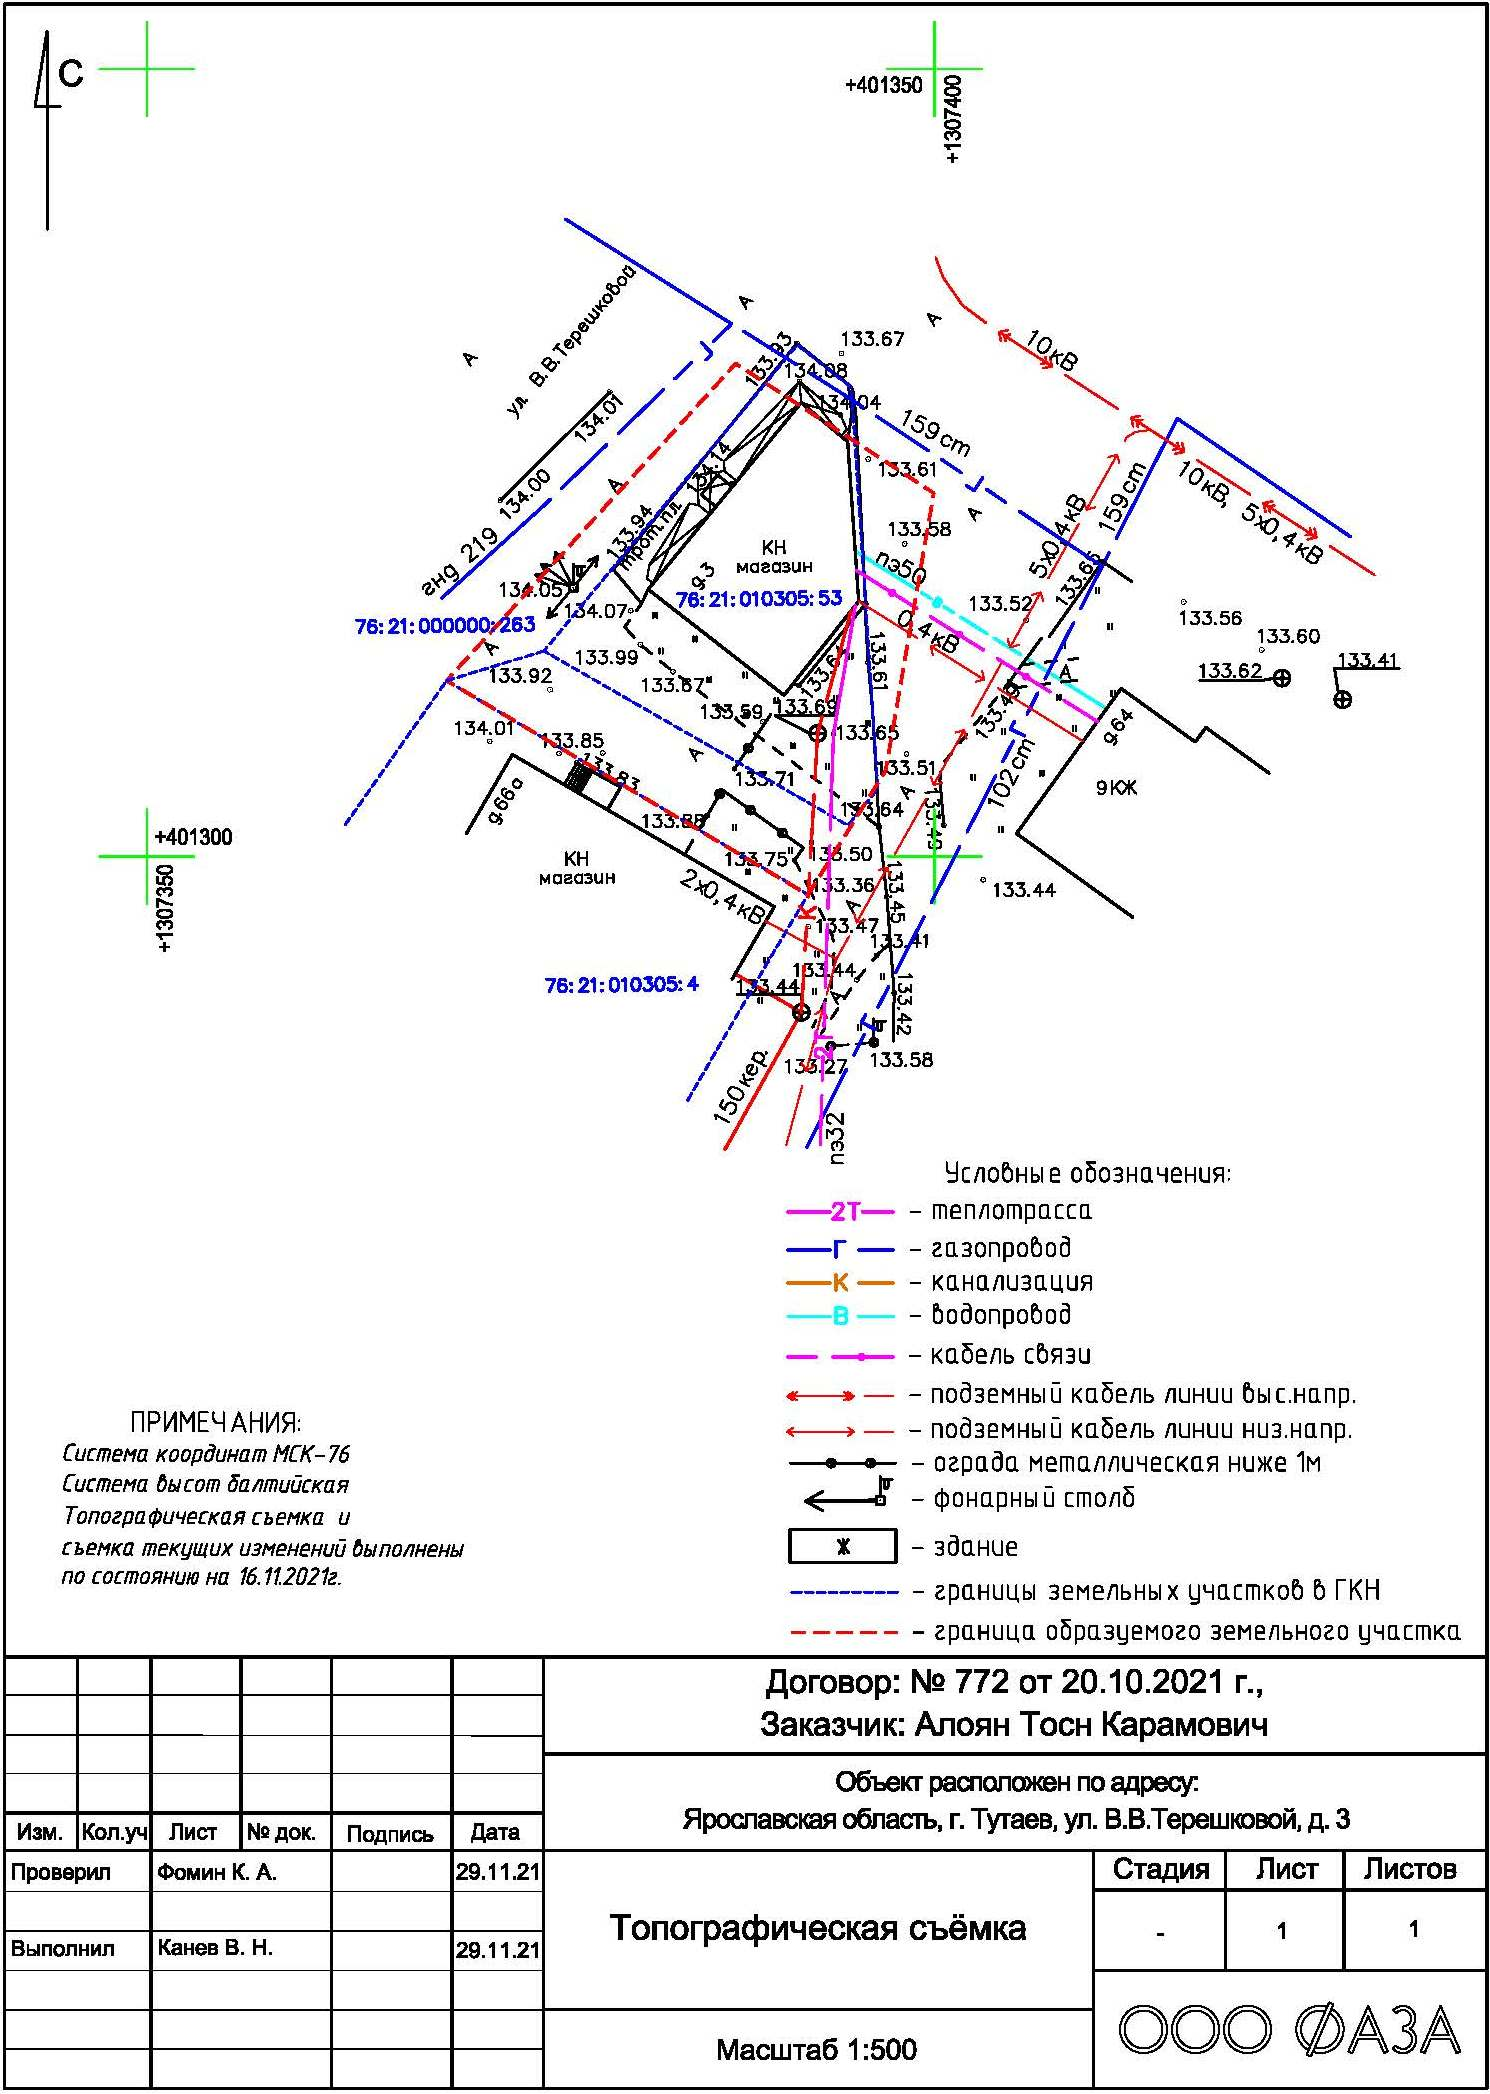 С
+401350
+1307400
ул. В.В.Терешковой
А
А
А
133.93
133.67
134.08
134.04
10кВ
159cm
134.01
134.00
гнд 219
А
134.14
133.61
10кВ, 5х0,4кВ
5х0,4кВ
159cm
133.94
трот.пл.
А
133.58
КН
магазин
д.3
пэ50
133.65
134.05
134.07
76:21:010305:53
133.52
133.56
0,4кВ
76:21:000000:263
133.60
А
133.99
133.61
133.62
133.41
А
133.92
133.67
133.49
133.59
133.69
д.64
134.01
133.85
133.65
А
133.51
133.83
133.71
102cm
9КЖ
д.66а
А
133.64
+401300
133.75
133.50
КН
магазин
133.36
133.44
2х0,4кВ
К
133.45
А
+1307350
133.47
133.41
133.44
76:21:010305:4
133.44
А
133.42
2Т
133.27
133.58
150кер.
пэ32
Условные обозначения:
2Т – теплотрасса
Г – газопровод
К – канализация
В – водопровод
– кабель связи
– подземный кабель линии выс.напр.
– подземный кабель линии низ.напр.
– ограда металлическая ниже 1м
– фонарный столб
Ж – здание
– границы земельных участков в ГКН
– граница образуемого земельного участка
ПРИМЕЧАНИЯ:
Система координат МСК-76
Система высот балтийская
Топографическая съемка и
съемка текущих изменений выполнены
по состоянию на 16.11.2021г.
Договор: № 772 от 20.10.2021 г.,
Заказчик: Алоян Тосн Карамович
Объект расположен по адресу:
Ярославская область, г. Тутаев, ул. В.В.Терешковой, д. 3
Изм. Кол.уч Лист № док. Подпись Дата
Проверил Фомин К. А. 29.11.21
Выполнил Канев В. Н. 29.11.21
Топографическая съёмка
Стадия Лист Листов
- 1 1
Масштаб 1:500
ООО ФАЗА